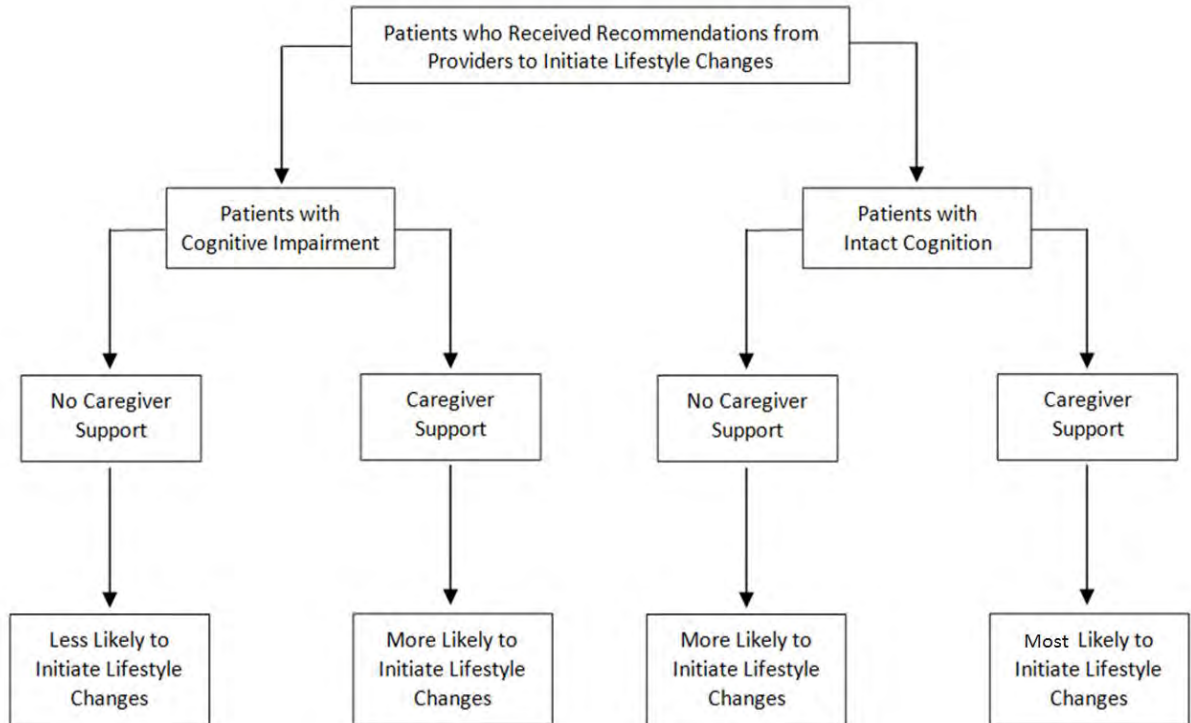 Patients who Received Recommendations from
Providers to Initiate Lifestyle Changes
Patients with
Cognitive Impairment
Patients with
Intact Cognition
No Caregiver
Support
Caregiver
Support
No Caregiver
Support
Caregiver
Support
Less Likely to
Initiate Lifestyle
Changes
More Likely to
Initiate Lifestyle
Changes
More Likely to
Initiate Lifestyle
Changes
Most Likely to
Initiate Lifestyle
Changes